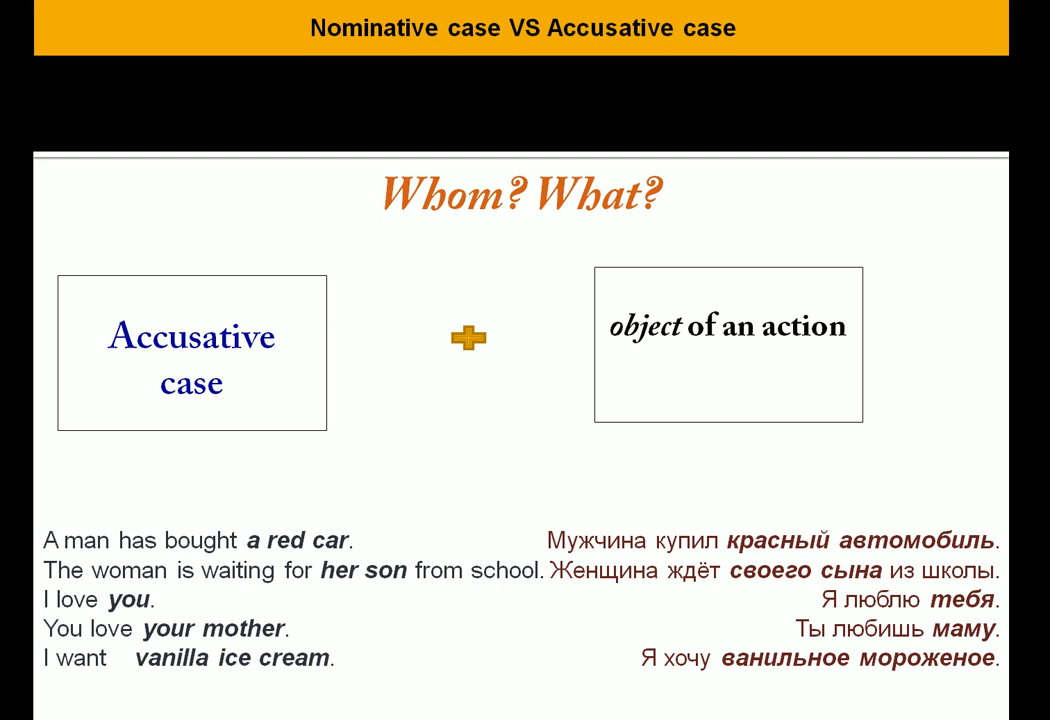 Nominative case VS Accusative case
Whom? What?
Accusative
case
object of an action
A man has bought a red car.
The woman is waiting for her son from school.
I love you.
You love your mother.
I want vanilla ice cream.
Мужчина купил красный автомобиль.
Женщина ждёт своего сына из школы.
Я люблю тебя.
Ты любишь маму.
Я хочу ванильное мороженое.